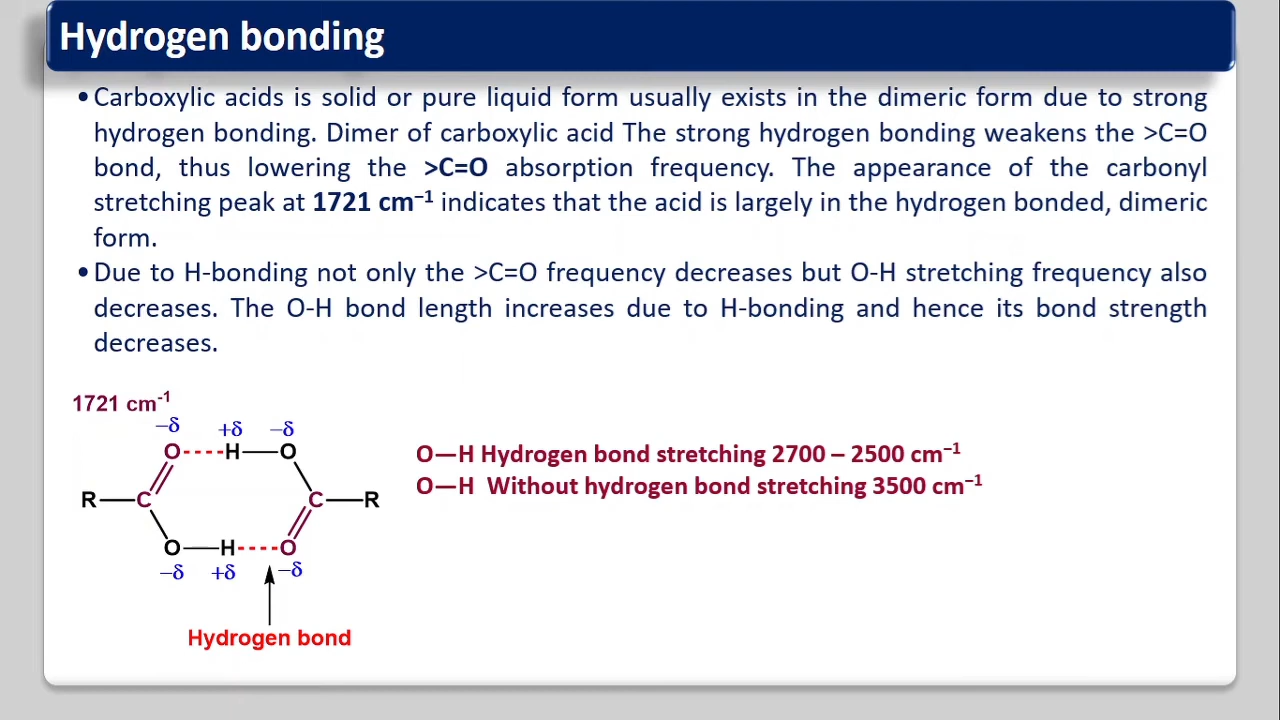 Hydrogen bonding
•Carboxylic acids is solid or pure liquid form usually exists in the dimeric form due to strong
hydrogen bonding. Dimer of carboxylic acid The strong hydrogen bonding weakens the >C=O
bond, thus lowering the >C=O absorption frequency. The appearance of the carbonyl
stretching peak at 1721 cm⁻¹ indicates that the acid is largely in the hydrogen bonded, dimeric
form.
•Due to H-bonding not only the >C=O frequency decreases but O-H stretching frequency also
decreases. The O-H bond length increases due to H-bonding and hence its bond strength
decreases.
1721 cm⁻¹
−δ +δ −δ
O----H—O
R—C C—R
O—H----O
−δ +δ −δ
Hydrogen bond
O—H Hydrogen bond stretching 2700 – 2500 cm⁻¹
O—H Without hydrogen bond stretching 3500 cm⁻¹